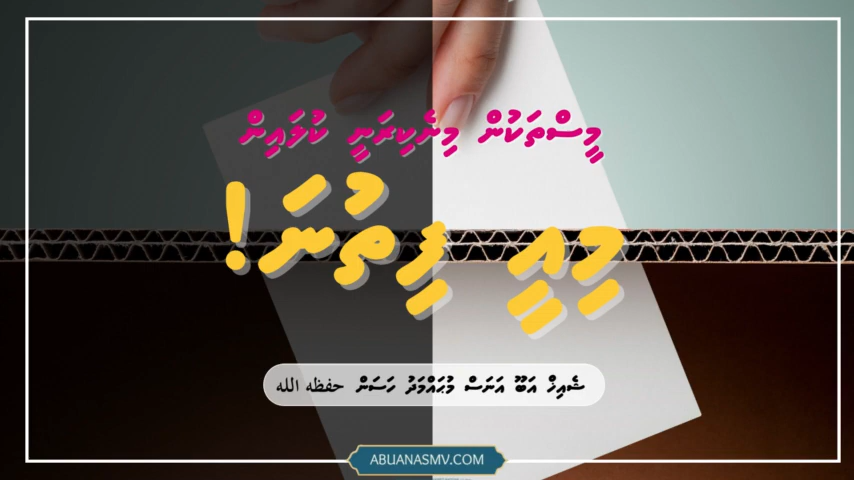 މީސްތަކުން މިނެކިރަނީ ކުލައިން
މިއީ ފިތުނަ!
ޝެއިޚް އަބޫ އަނަސް މުޙައްމަދު ހަސަން حفظه الله
ABUANASMV.COM